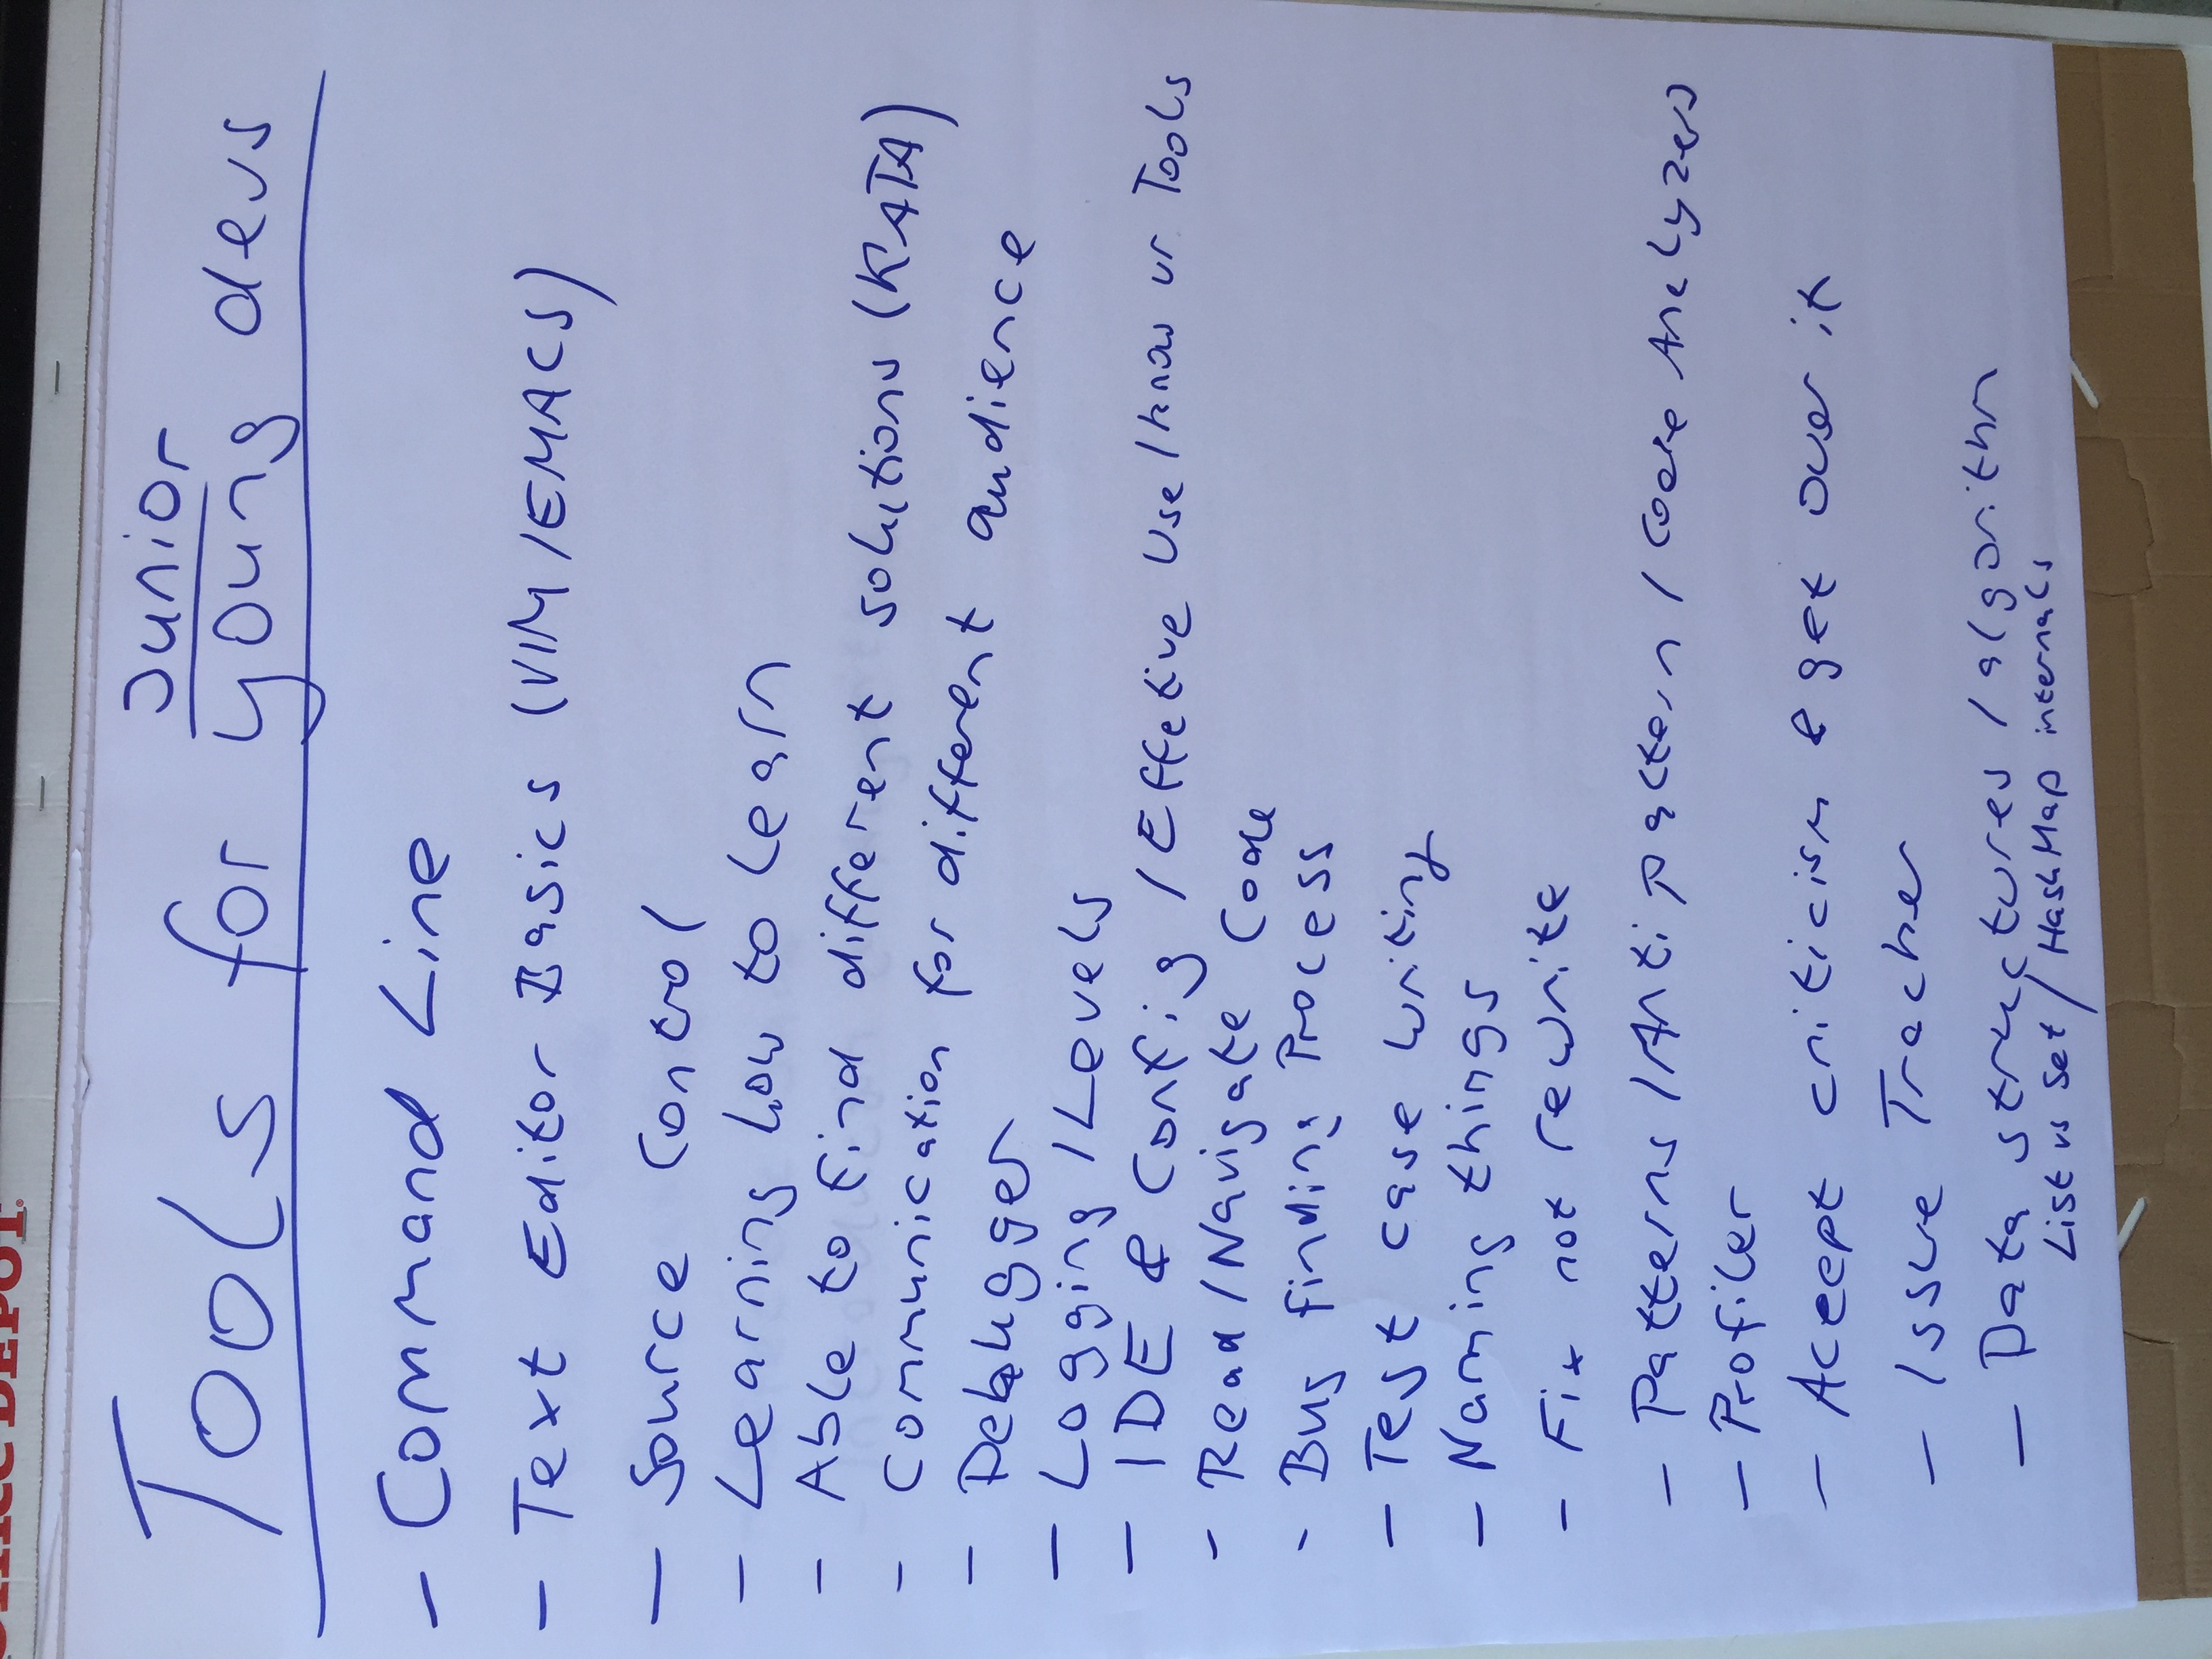 OFFICE DEPOT.
Junior
Tools for young devs
- Command Line
- Text Editor Basics (VIM/EMACS)
- Source Control
- Learning how to learn
- Able to find different solutions (KATA)
- Communication for different audience
- Debugger
- Logging /Levels
- IDE & Config /Effetive Use/know ur Tools
- Read/Navigate Code
- Bug finding Process
- Test case writing
- Naming things
- Fix not rewrite
- Patterns /Anti pattern / Code Analyzers
- Profiler
- Accept criticism & get over it
- Issue Tracker
- Data structures / algorithm
List vs Set / HashMap internals